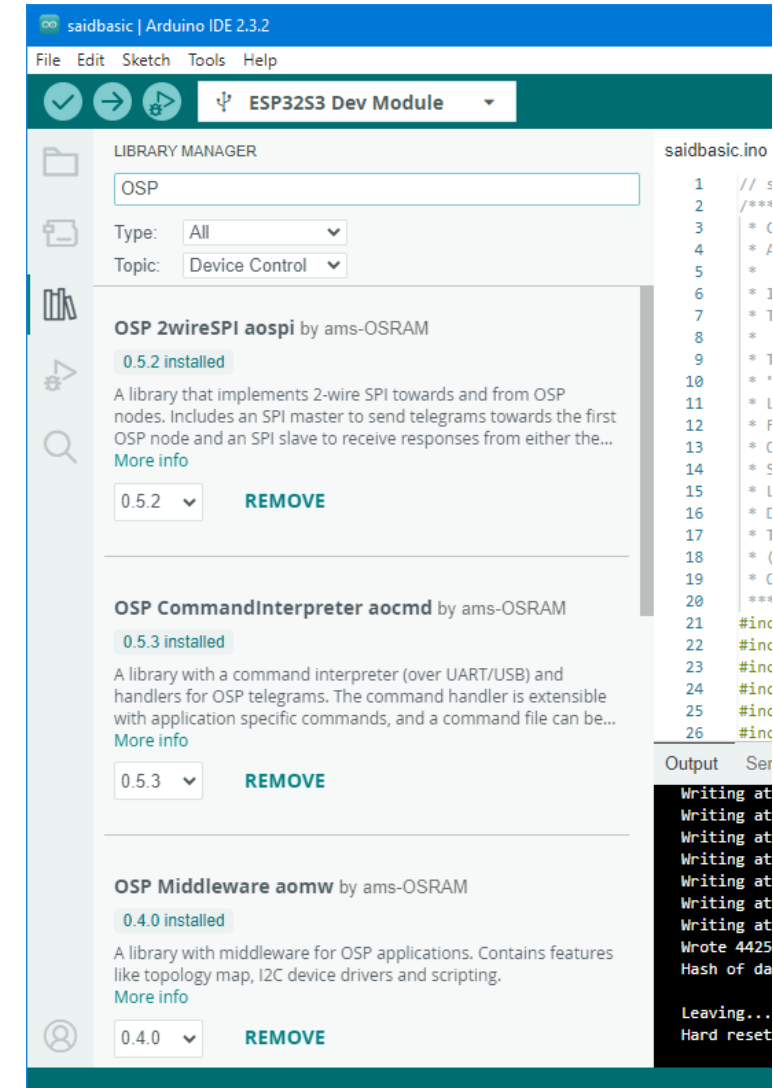 saidbasic | Arduino IDE 2.3.2
File Edit Sketch Tools Help
ESP32S3 Dev Module
LIBRARY MANAGER
OSP
Type: All
Topic: Device Control
OSP 2wireSPI aospi by ams-OSRAM
0.5.2 installed
A library that implements 2-wire SPI towards and from OSP
nodes. Includes an SPI master to send telegrams towards the first
OSP node and an SPI slave to receive responses from either the...
More info
0.5.2 REMOVE
OSP CommandInterpreter aocmd by ams-OSRAM
0.5.3 installed
A library with a command interpreter (over UART/USB) and
handlers for OSP telegrams. The command handler is extensible
with application specific commands, and a command file can be...
More info
0.5.3 REMOVE
OSP Middleware aomw by ams-OSRAM
0.4.0 installed
A library with middleware for OSP applications. Contains features
like topology map, I2C device drivers and scripting.
More info
0.4.0 REMOVE
saidbasic.ino
1 // s
2 /***
3 * C
4 * A
5 *
6 * I
7 * T
8 *
9 * T
10 * "
11 * L
12 * F
13 * C
14 * S
15 * L
16 * D
17 * T
18 * (
19 * C
20 ***
21 #inc
22 #inc
23 #inc
24 #inc
25 #inc
26 #inc
Output Ser
Writing at
Writing at
Writing at
Writing at
Writing at
Writing at
Writing at
Wrote 4425
Hash of da
Leaving...
Hard reset